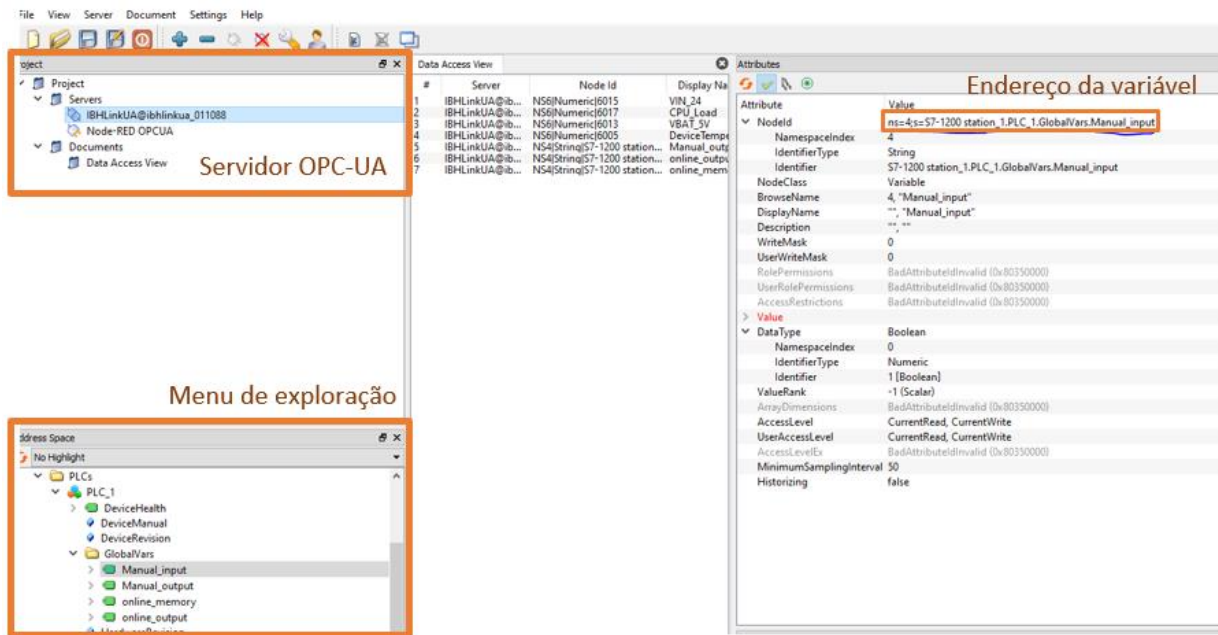 File View Server Document Settings Help
Project
Project
Servers
IBHLinkUA@ibhlinkua_011088
Node-RED OPCUA
Documents
Data Access View
Servidor OPC-UA
Data Access View
# Server Node Id Display Na
1 IBHLinkUA@ib... NS6|Numeric|6015 VIN_24
2 IBHLinkUA@ib... NS6|Numeric|6017 CPU_Load
3 IBHLinkUA@ib... NS6|Numeric|6013 VBAT_5V
4 IBHLinkUA@ib... NS6|Numeric|6005 DeviceTempe
5 IBHLinkUA@ib... NS4|String|S7-1200 station... Manual_outp
6 IBHLinkUA@ib... NS4|String|S7-1200 station... online_outpu
7 IBHLinkUA@ib... NS4|String|S7-1200 station... online_mem
Attributes
Endereço da variável
Attribute Value
NodeId ns=4;s=S7-1200 station_1.PLC_1.GlobalVars.Manual_input
NamespaceIndex 4
IdentifierType String
Identifier S7-1200 station_1.PLC_1.GlobalVars.Manual_input
NodeClass Variable
BrowseName 4, "Manual_input"
DisplayName "", "Manual_input"
Description "", ""
WriteMask 0
UserWriteMask 0
RolePermissions BadAttributeIdInvalid (0x80350000)
UserRolePermissions BadAttributeIdInvalid (0x80350000)
AccessRestrictions BadAttributeIdInvalid (0x80350000)
Value
DataType Boolean
NamespaceIndex 0
IdentifierType Numeric
Identifier 1 [Boolean]
ValueRank -1 (Scalar)
ArrayDimensions BadAttributeIdInvalid (0x80350000)
AccessLevel CurrentRead, CurrentWrite
UserAccessLevel CurrentRead, CurrentWrite
AccessLevelEx BadAttributeIdInvalid (0x80350000)
MinimumSamplingInterval 50
Historizing false
Menu de exploração
ddress Space
No Highlight
PLCs
PLC_1
DeviceHealth
DeviceManual
DeviceRevision
GlobalVars
Manual_input
Manual_output
online_memory
online_output
HardwareRevision